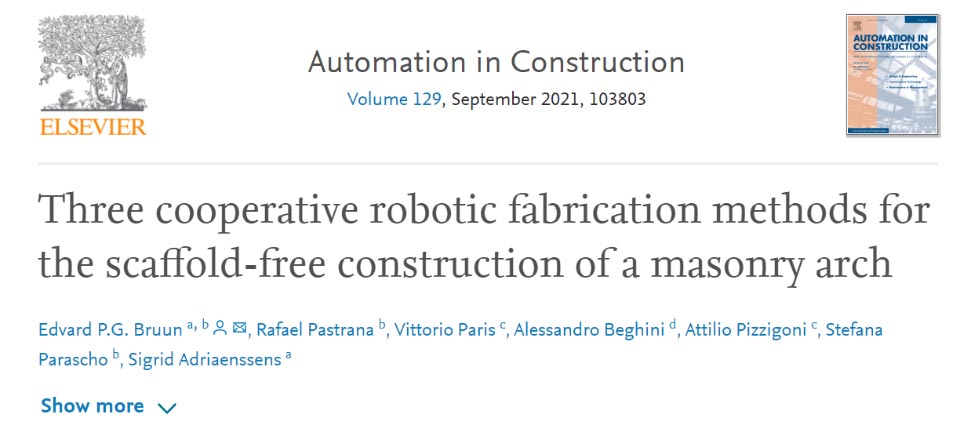 Automation in Construction
Volume 129, September 2021, 103803
ELSEVIER
AUTOMATION IN
CONSTRUCTION
Three cooperative robotic fabrication methods for
the scaffold-free construction of a masonry arch
Edvard P.G. Bruun a, b, Rafael Pastrana b, Vittorio Paris c, Alessandro Beghini d, Attilio Pizzigoni c, Stefana
Parascho b, Sigrid Adriaenssens a
Show more